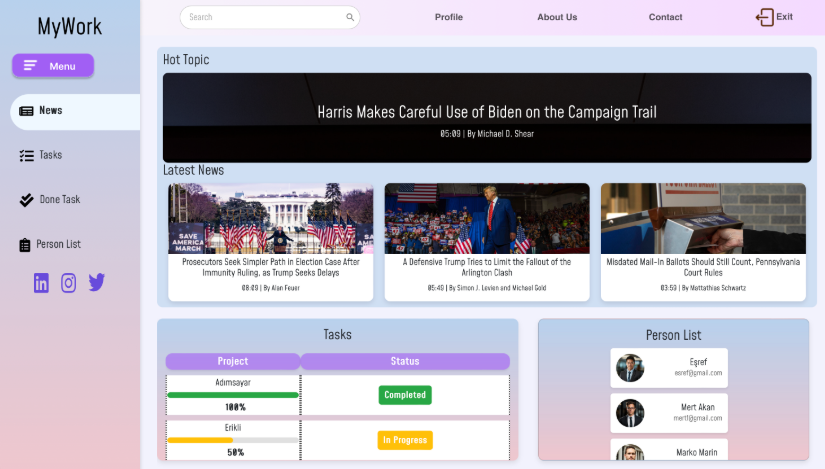 MyWork
Search
Profile
About Us
Contact
Exit
Menu
News
Tasks
Done Task
Person List
Hot Topic
Harris Makes Careful Use of Biden on the Campaign Trail
05:09 | By Michael D. Shear
Latest News
SAVE
AMERICA
MARCH
Prosecutors Seek Simpler Path in Election Case After
Immunity Ruling, as Trump Seeks Delays
08:09 | By Alan Feuer
A Defensive Trump Tries to Limit the Fallout of the
Arlington Clash
05:49 | By Simon J. Levien and Michael Gold
Misdated Mail-In Ballots Should Still Count, Pennsylvania
Court Rules
03:59 | By Mattathias Schwartz
Tasks
Project
Status
Adımsayar
100%
Completed
Erikli
50%
In Progress
Person List
Eşref
esref@gmail.com
Mert Akan
mertf@gmail.com
Marko Marin